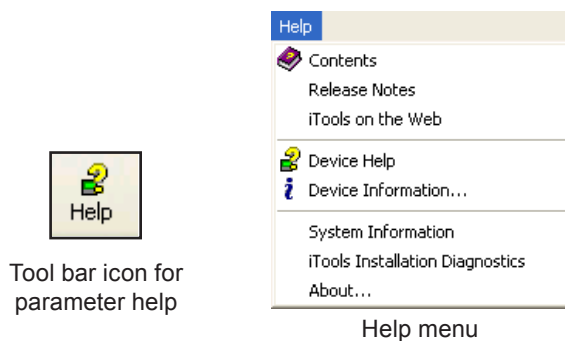 Help
Tool bar icon for
parameter help
Help
Contents
Release Notes
iTools on the Web
Device Help
Device Information...
System Information
iTools Installation Diagnostics
About...
Help menu